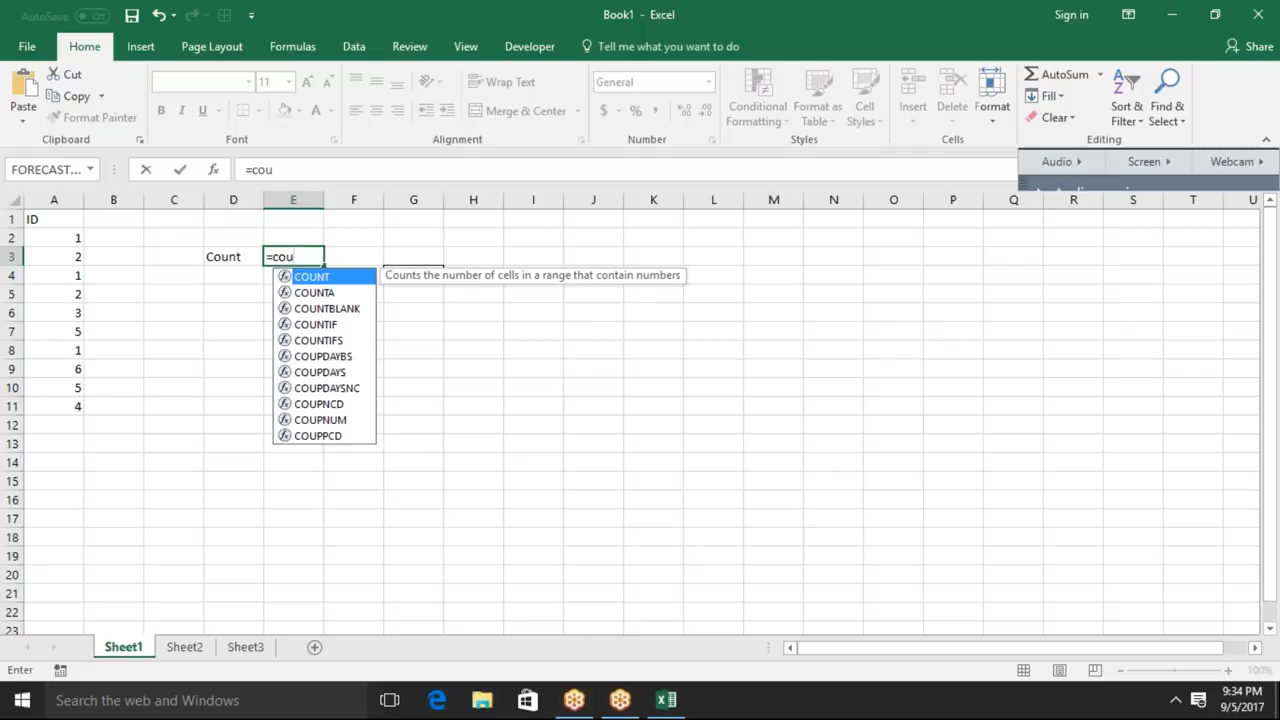 AutoSave Off
Book1 - Excel
Sign in
File Home Insert Page Layout Formulas Data Review View Developer Tell me what you want to do Share
Paste
Cut
Copy
Format Painter
Clipboard
11
Font
Wrap Text
Merge & Center
Alignment
General
$ % ,
Number
Conditional Formatting
Format as Table
Cell Styles
Styles
Insert
Delete
Format
Cells
AutoSum
Fill
Clear
Sort & Filter
Find & Select
Editing
FORECAST... fx =cou
Audio Screen Webcam
A B C D E F G H I J K L M N O P Q R S T U
1 ID
2 1
3 2 Count =cou
4 1
5 2
6 3
7 5
8 1
9 6
10 5
11 4
12
13
14
15
16
17
18
19
20
21
22
23
COUNT
Counts the number of cells in a range that contain numbers
COUNTA
COUNTBLANK
COUNTIF
COUNTIFS
COUPDAYBS
COUPDAYS
COUPDAYSNC
COUPNCD
COUPNUM
COUPPCD
Sheet1 Sheet2 Sheet3
Enter
100%
Search the web and Windows
9:34 PM
9/5/2017